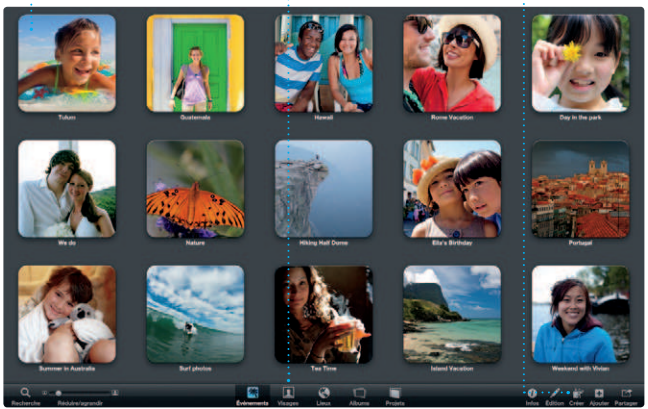 Tulum
Guatemala
Hawaii
Rome Vacation
Day in the park
We do
Nature
Hiking Half Dome
Ella's Birthday
Portugal
Summer in Australia
Surf photos
Tea Time
Island Vacation
Weekend with Vivian
Recherche
Réduire/agrandir
Événements
Visages
Lieux
Albums
Projets
Infos
Édition
Créer
Ajouter
Partager